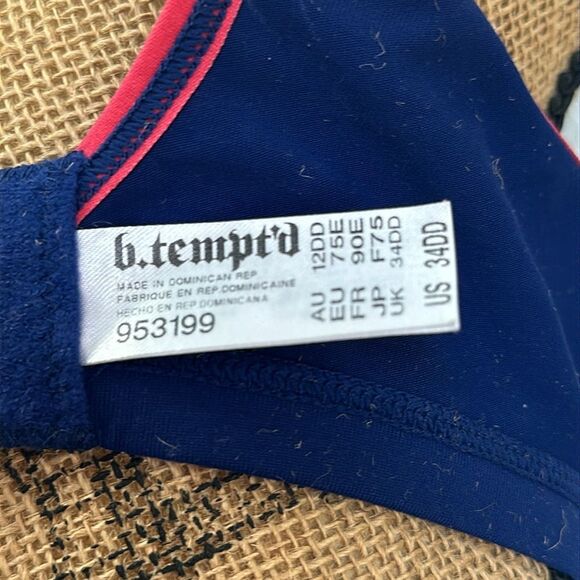 b.tempt'd
MADE IN DOMINICAN REP
FABRIQUE EN REP.DOMINICAINE
HECHO EN REP.DOMINICANA
953199
AU 12DD
EU 75E
FR 90E
JP F75
UK 34DD
US 34DD